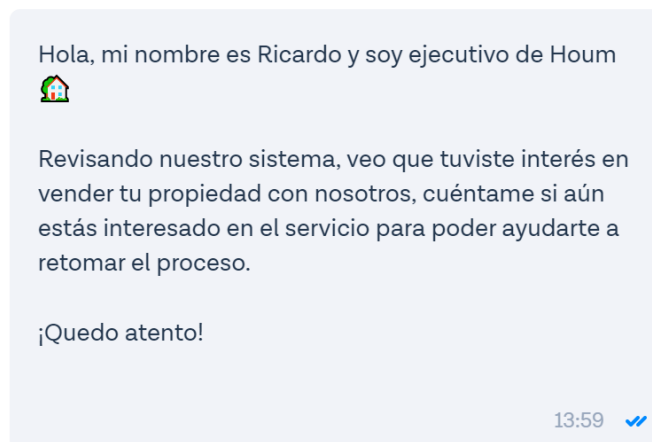 Hola, mi nombre es Ricardo y soy ejecutivo de Houm
🏡
Revisando nuestro sistema, veo que tuviste interés en
vender tu propiedad con nosotros, cuéntame si aún
estás interesado en el servicio para poder ayudarte a
retomar el proceso.
¡Quedo atento!
13:59